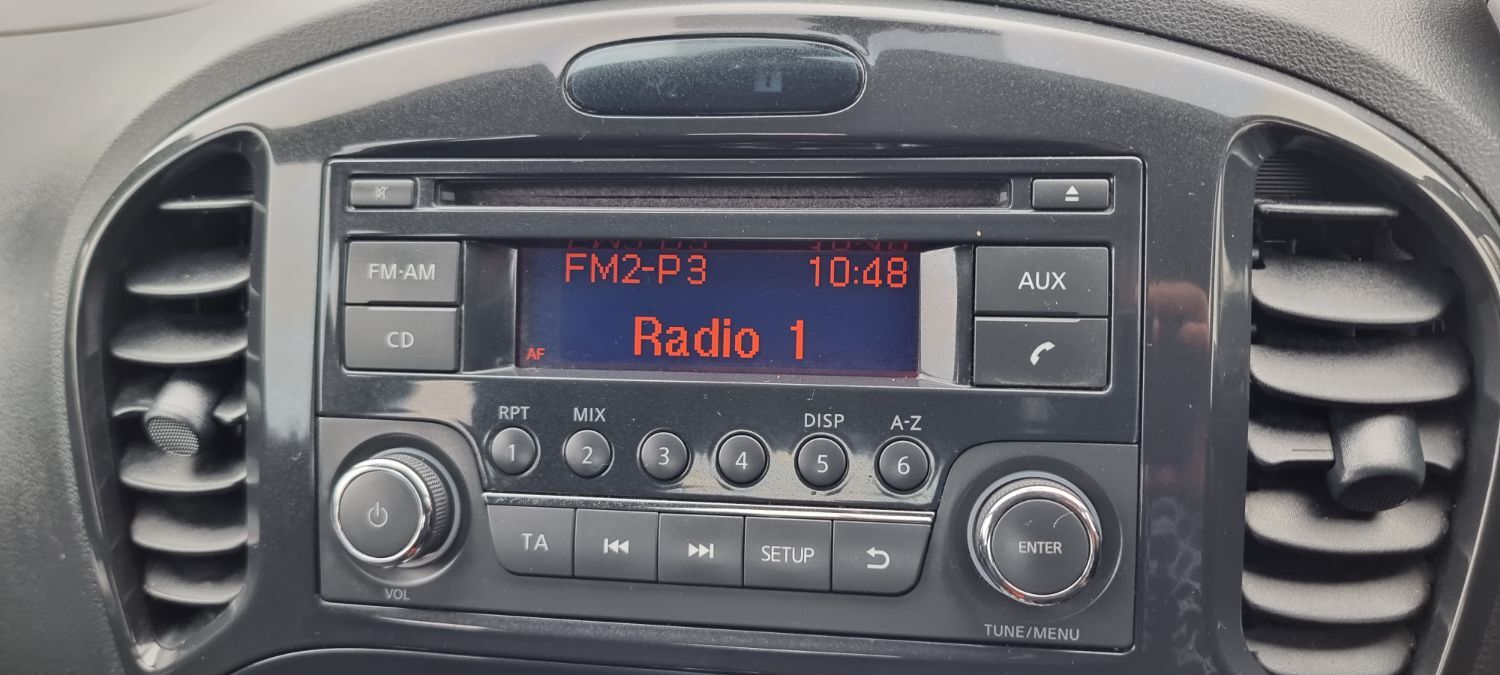 FM·AM
CD
FM2-P3 10:48
Radio 1
AF
AUX
RPT MIX DISP A-Z
1 2 3 4 5 6
TA SETUP
ENTER
VOL
TUNE/MENU